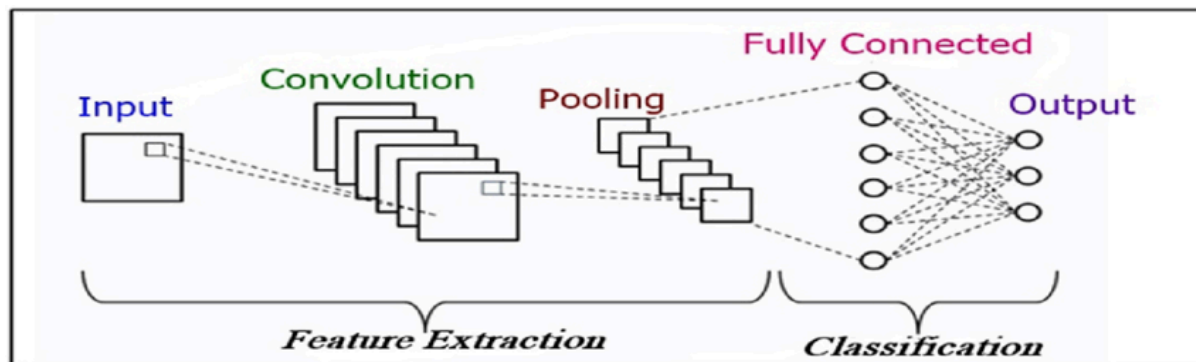 Fully Connected
Convolution
Pooling
Input
Output
Feature Extraction
Classification